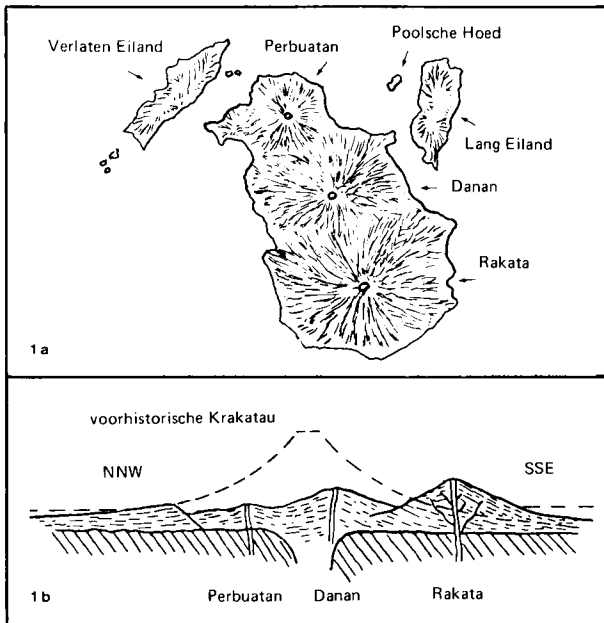 Verlaten Eiland
Perbuatan
Poolsche Hoed
Lang Eiland
Danan
Rakata
1a
voorhistorische Krakatau
NNW
SSE
Perbuatan
Danan
Rakata
1b